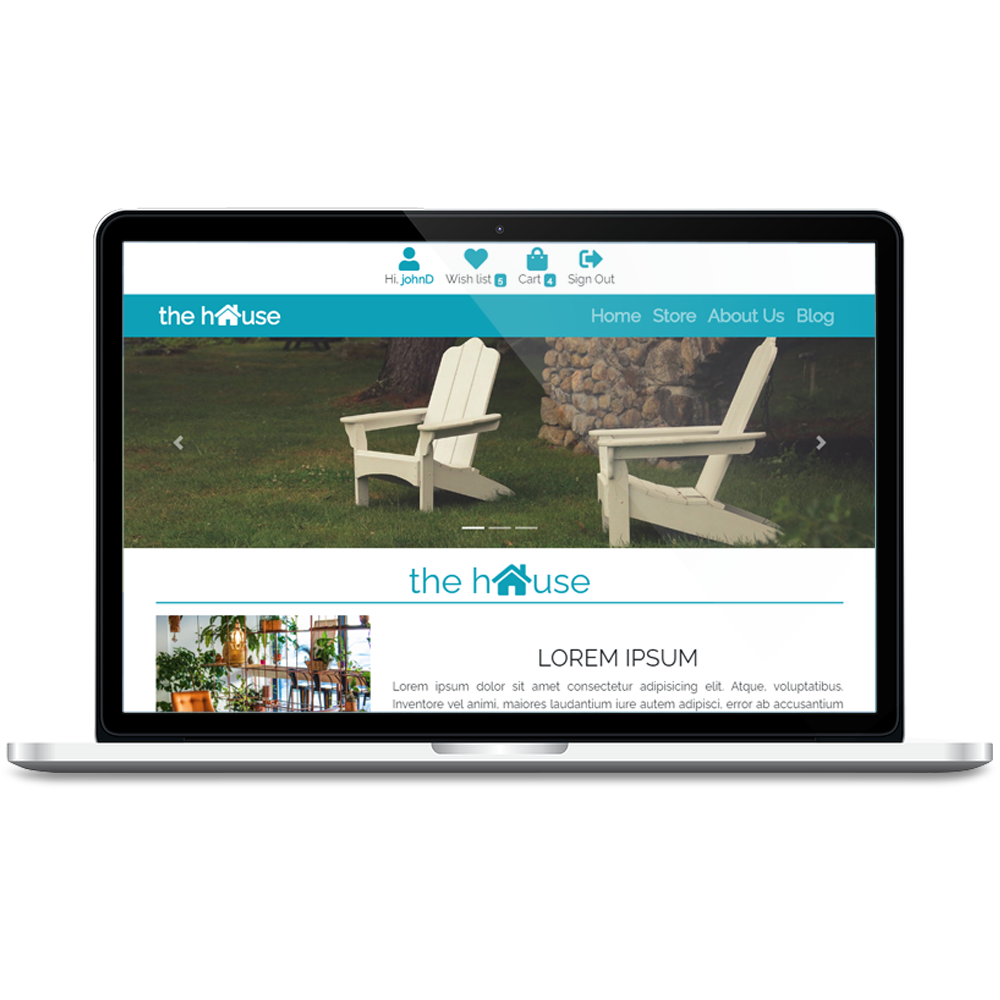 Hi, johnD Wish list 5 Cart 4 Sign Out
the h use Home Store About Us Blog
the h use
LOREM IPSUM
Lorem ipsum dolor sit amet consectetur adipisicing elit. Atque, voluptatibus.
Inventore vel animi, maiores laudantium iure autem adipisci, error ab accusantium